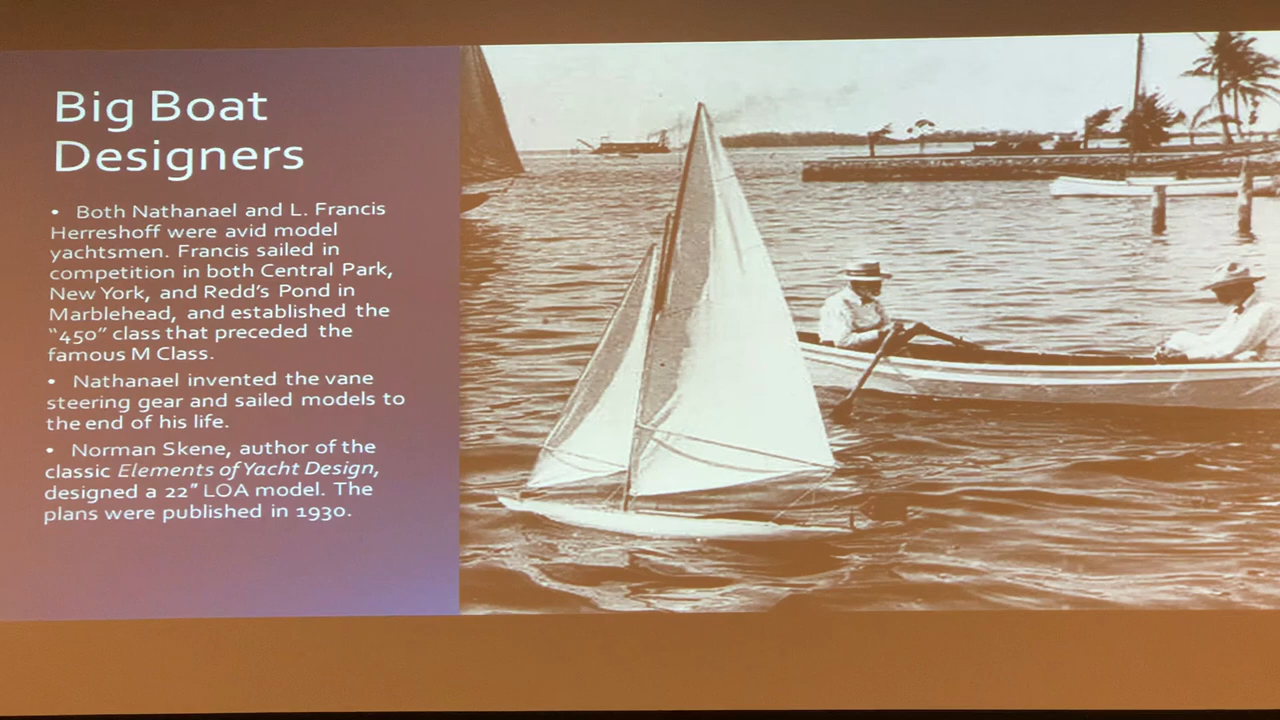 Big Boat
Designers
• Both Nathanael and L. Francis
Herreshoff were avid model
yachtsmen. Francis sailed in
competition in both Central Park,
New York, and Redd's Pond in
Marblehead, and established the
"450" class that preceded the
famous M Class.
• Nathanael invented the vane
steering gear and sailed models to
the end of his life.
• Norman Skene, author of the
classic Elements of Yacht Design,
designed a 22" LOA model. The
plans were published in 1930.